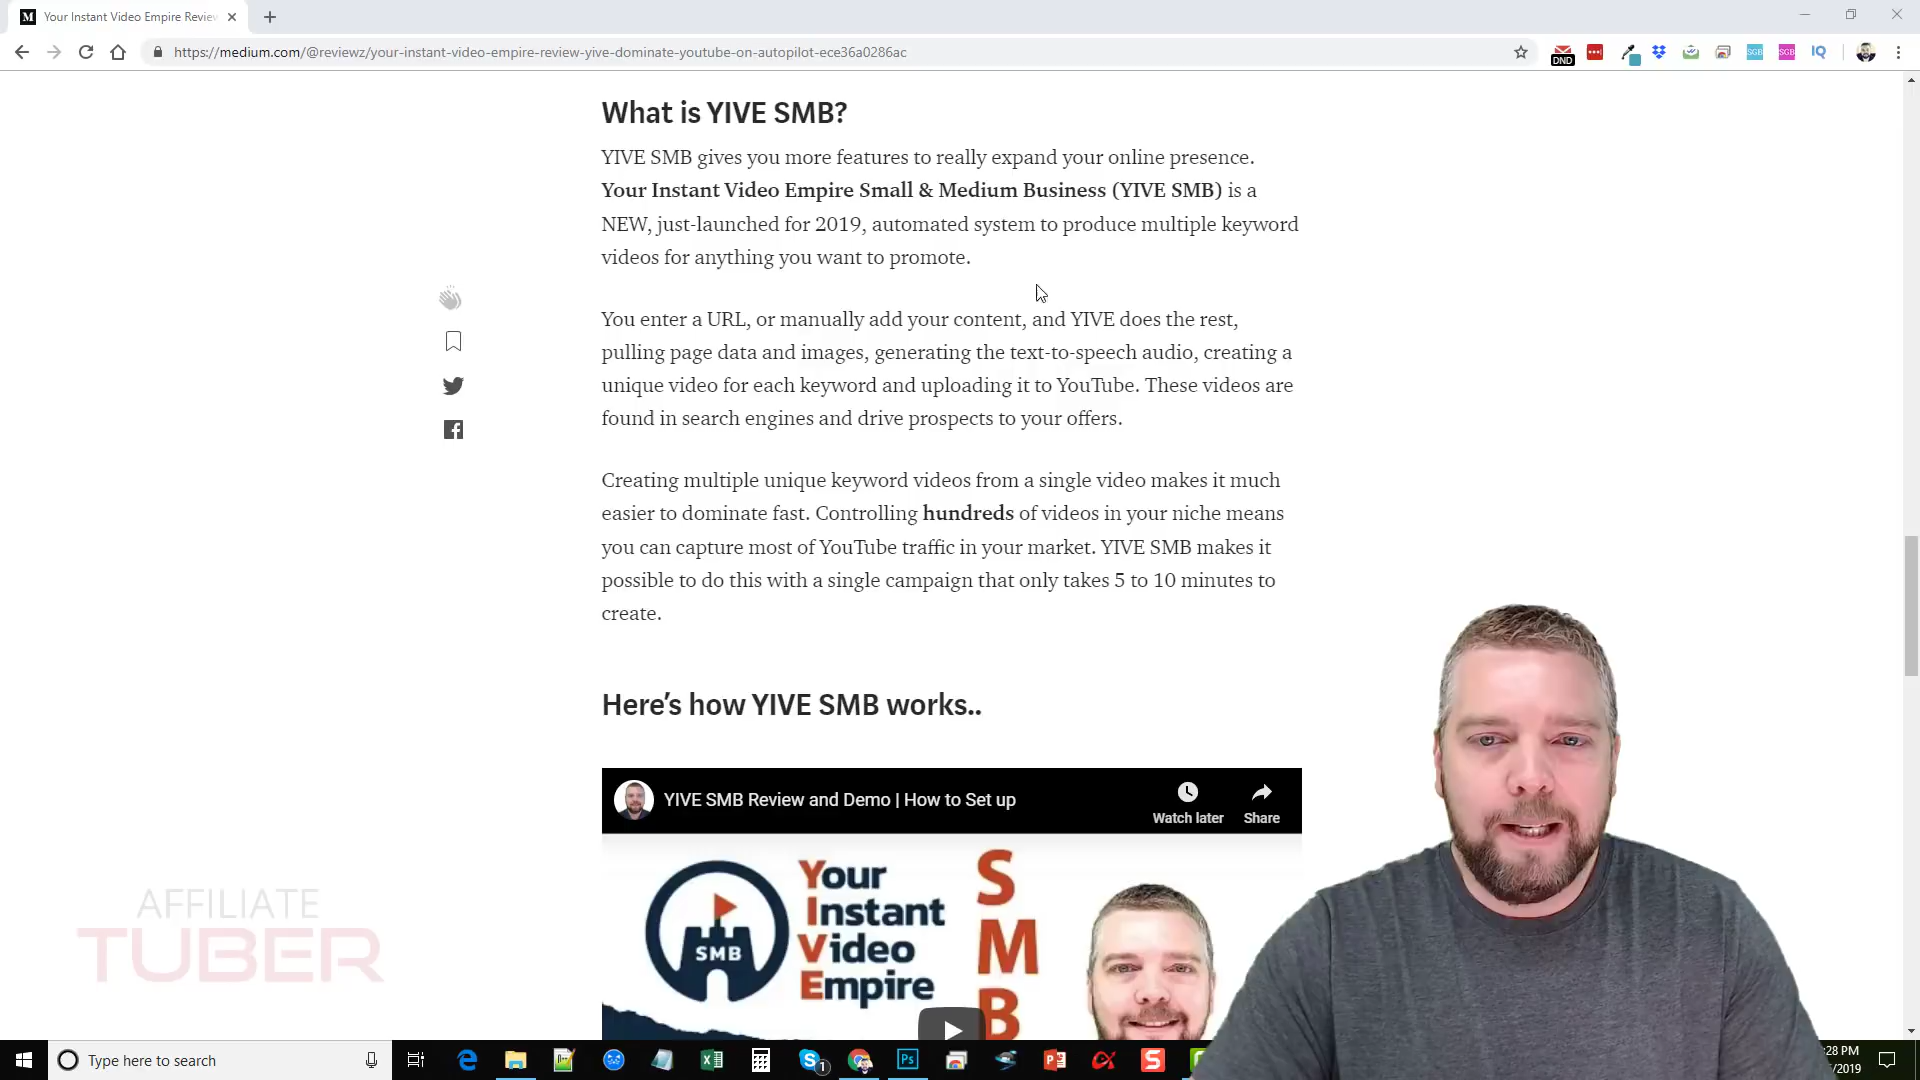 Your Instant Video Empire Review
https://medium.com/@reviewz/your-instant-video-empire-review-yive-dominate-youtube-on-autopilot-ece36a0286ac
DND
SGB
SGB
IQ
What is YIVE SMB?
YIVE SMB gives you more features to really expand your online presence.
Your Instant Video Empire Small & Medium Business (YIVE SMB) is a
NEW, just-launched for 2019, automated system to produce multiple keyword
videos for anything you want to promote.
You enter a URL, or manually add your content, and YIVE does the rest,
pulling page data and images, generating the text-to-speech audio, creating a
unique video for each keyword and uploading it to YouTube. These videos are
found in search engines and drive prospects to your offers.
Creating multiple unique keyword videos from a single video makes it much
easier to dominate fast. Controlling hundreds of videos in your niche means
you can capture most of YouTube traffic in your market. YIVE SMB makes it
possible to do this with a single campaign that only takes 5 to 10 minutes to
create.
Here's how YIVE SMB works..
YIVE SMB Review and Demo | How to Set up
Watch later
Share
SMB
Your
Instant
Video
Empire
SMB
AFFILIATE
TUBER
Type here to search
1
Ps
:28 PM
/2019